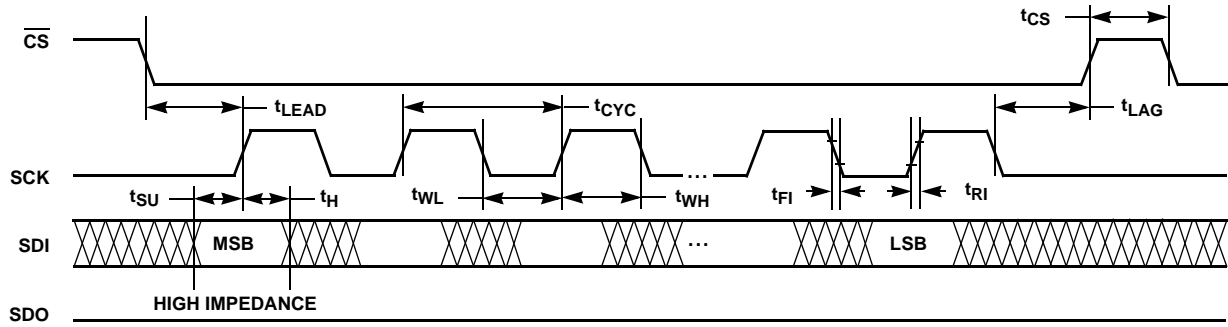 CS
tCS
tLEAD
tCYC
tLAG
SCK
...
tSU
tH
tWL
tWH
tFI
tRI
SDI
MSB
...
LSB
HIGH IMPEDANCE
SDO